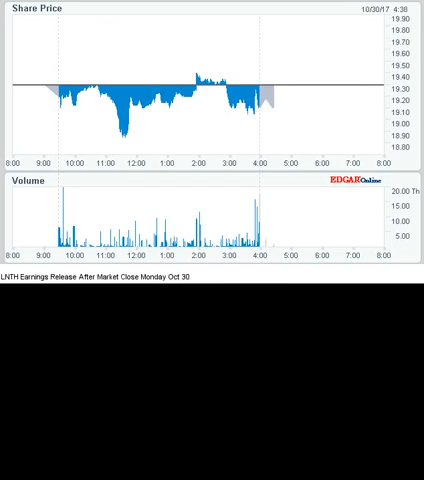 Share Price 10/30/17 4:38
19.90
19.80
19.70
19.60
19.50
19.40
19.30
19.20
19.10
19.00
18.90
18.80
8:00 9:00 10:00 11:00 12:00 1:00 2:00 3:00 4:00 5:00 6:00 7:00 8:00
Volume EDGAROnline
20.00 Th
15.00
10.00
5.00
8:00 9:00 10:00 11:00 12:00 1:00 2:00 3:00 4:00 5:00 6:00 7:00 8:00
LNTH Earnings Release After Market Close Monday Oct 30